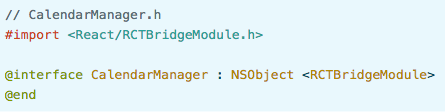 // CalendarManager.h
#import <React/RCTBridgeModule.h>
@interface CalendarManager : NSObject <RCTBridgeModule>
@end